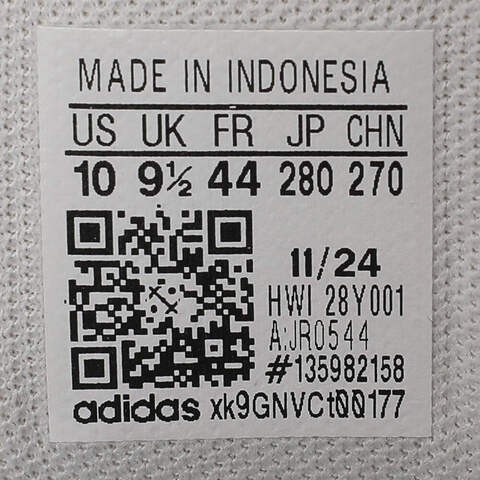 MADE IN INDONESIA
US UK FR JP CHN
10 9½ 44 280 270
11/24
HWI 28Y001
A:JR0544
#135982158
adidas xk9GNVCt00177